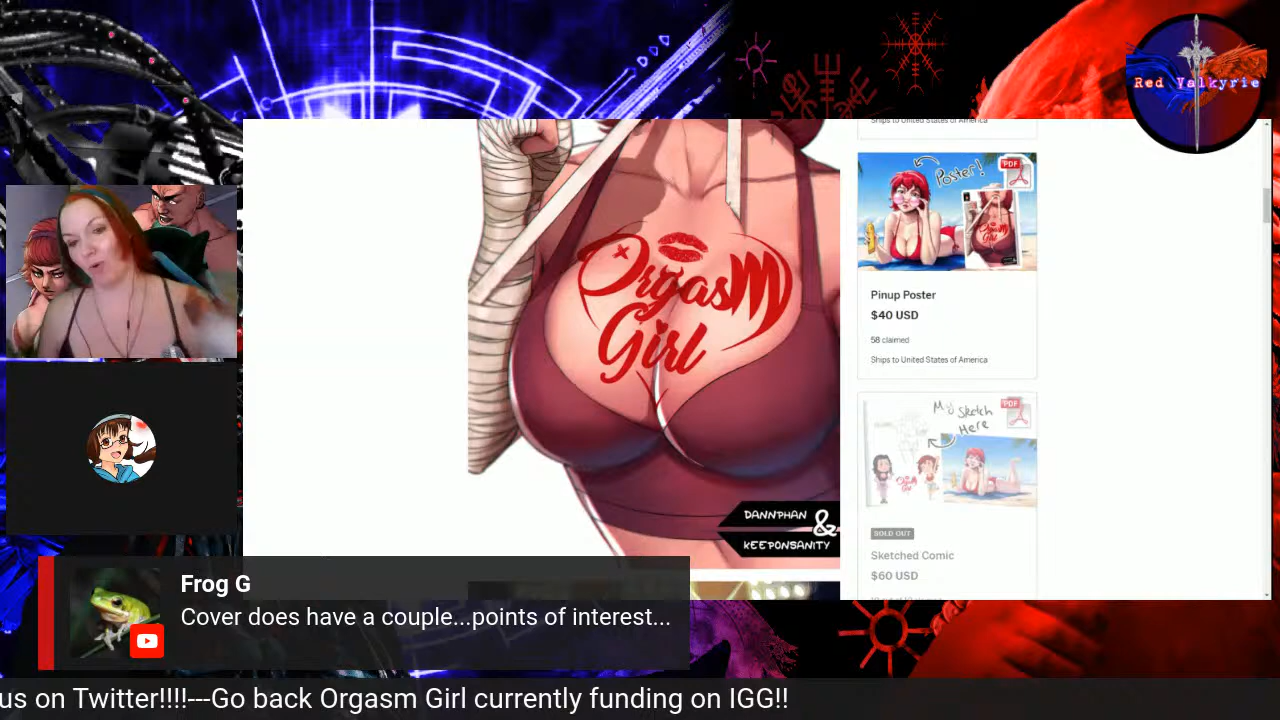 Red Valkyrie
Ships to United States of America
Poster!
PDF
Orgasm
Girl
Pinup Poster
$40 USD
58 claimed
Ships to United States of America
My Sketch
Here
PDF
SOLD OUT
Sketched Comic
$60 USD
DANNPHAN
&
KEEPONSANITY
Frog G
Cover does have a couple...points of interest...
us on Twitter!!!!---Go back Orgasm Girl currently funding on IGG!!